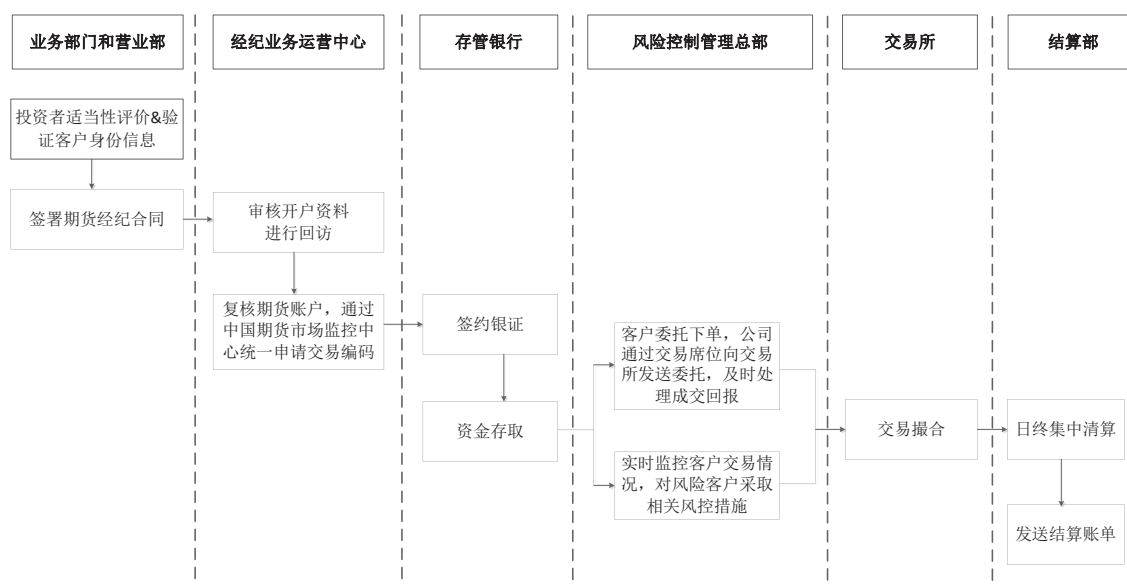 业务部门和营业部
经纪业务运营中心
存管银行
风险控制管理总部
交易所
结算部
投资者适当性评价&验
证客户身份信息
签署期货经纪合同
审核开户资料
进行回访
复核期货账户，通过
中国期货市场监控中
心统一申请交易编码
签约银证
资金存取
客户委托下单，公司
通过交易席位向交易
所发送委托，及时处
理成交回报
实时监控客户交易情
况，对风险客户采取
相关风控措施
交易撮合
日终集中清算
发送结算账单